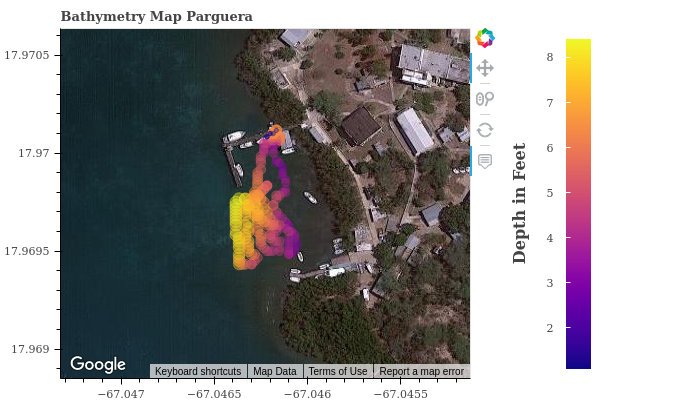 Bathymetry Map Parguera
17.9705
17.97
17.9695
17.969
−67.047
−67.0465
−67.046
−67.0455
Google
Keyboard shortcuts
Map Data
Terms of Use
Report a map error
Depth in Feet
8
7
6
5
4
3
2